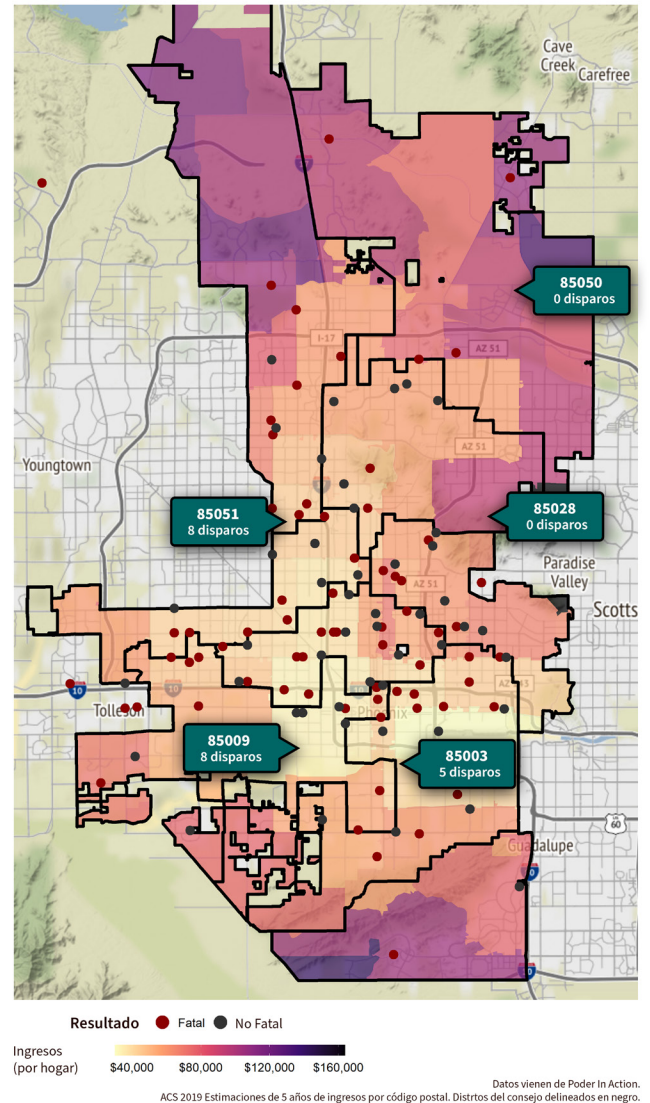 Cave
Creek
Carefree
17
85050
0 disparos
I-17
AZ 51
AZ 51
Youngtown
85051
8 disparos
85028
0 disparos
Paradise
Valley
AZ 51
Scotts
10
10
10
Tolleson
Phoenix
85009
8 disparos
85003
5 disparos
60
Guadalupe
10
10
Resultado
Fatal
No Fatal
Ingresos
(por hogar)
$40,000
$80,000
$120,000
$160,000
Datos vienen de Poder In Action.
ACS 2019 Estimaciones de 5 años de ingresos por código postal. Distrtos del consejo delineados en negro.